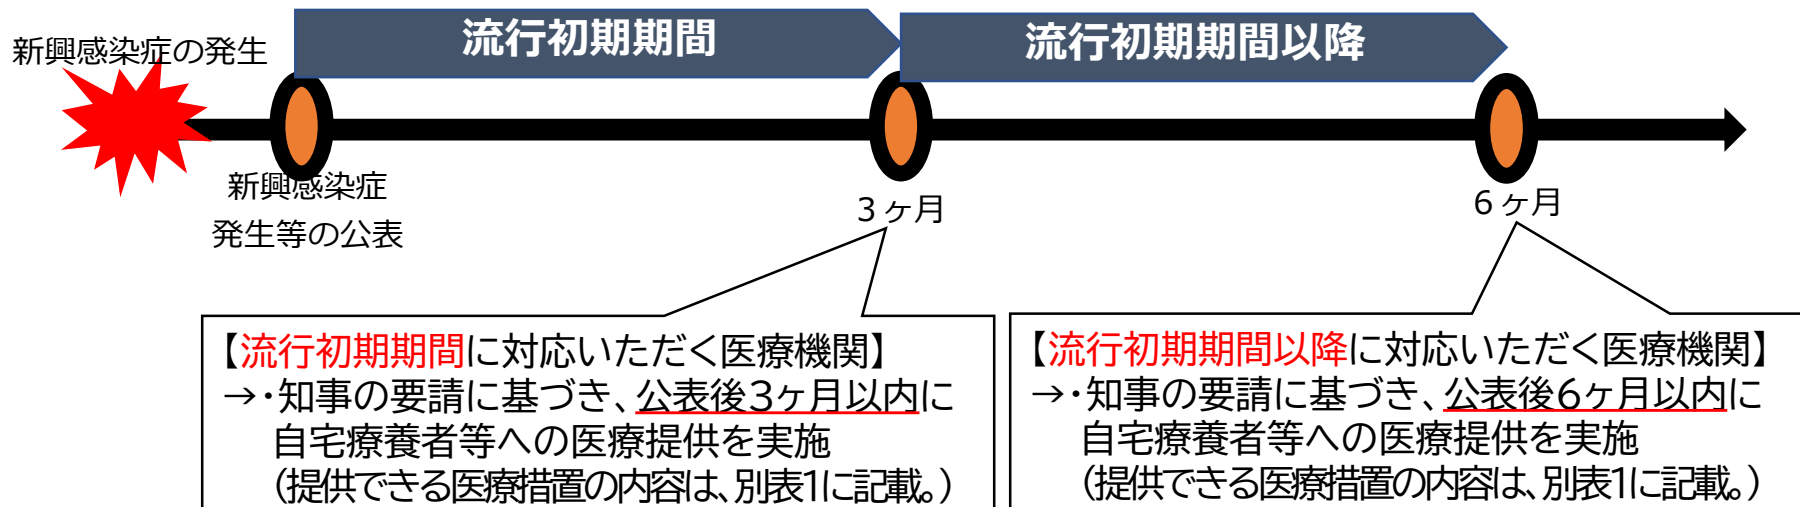 流行初期期間
流行初期期間以降
新興感染症の発生
新興感染症
発生等の公表
3ヶ月
6ヶ月
【流行初期期間に対応いただく医療機関】
→・知事の要請に基づき、公表後3ヶ月以内に
自宅療養者等への医療提供を実施
(提供できる医療措置の内容は、別表1に記載。)
【流行初期期間以降に対応いただく医療機関】
→・知事の要請に基づき、公表後6ヶ月以内に
自宅療養者等への医療提供を実施
(提供できる医療措置の内容は、別表1に記載。)